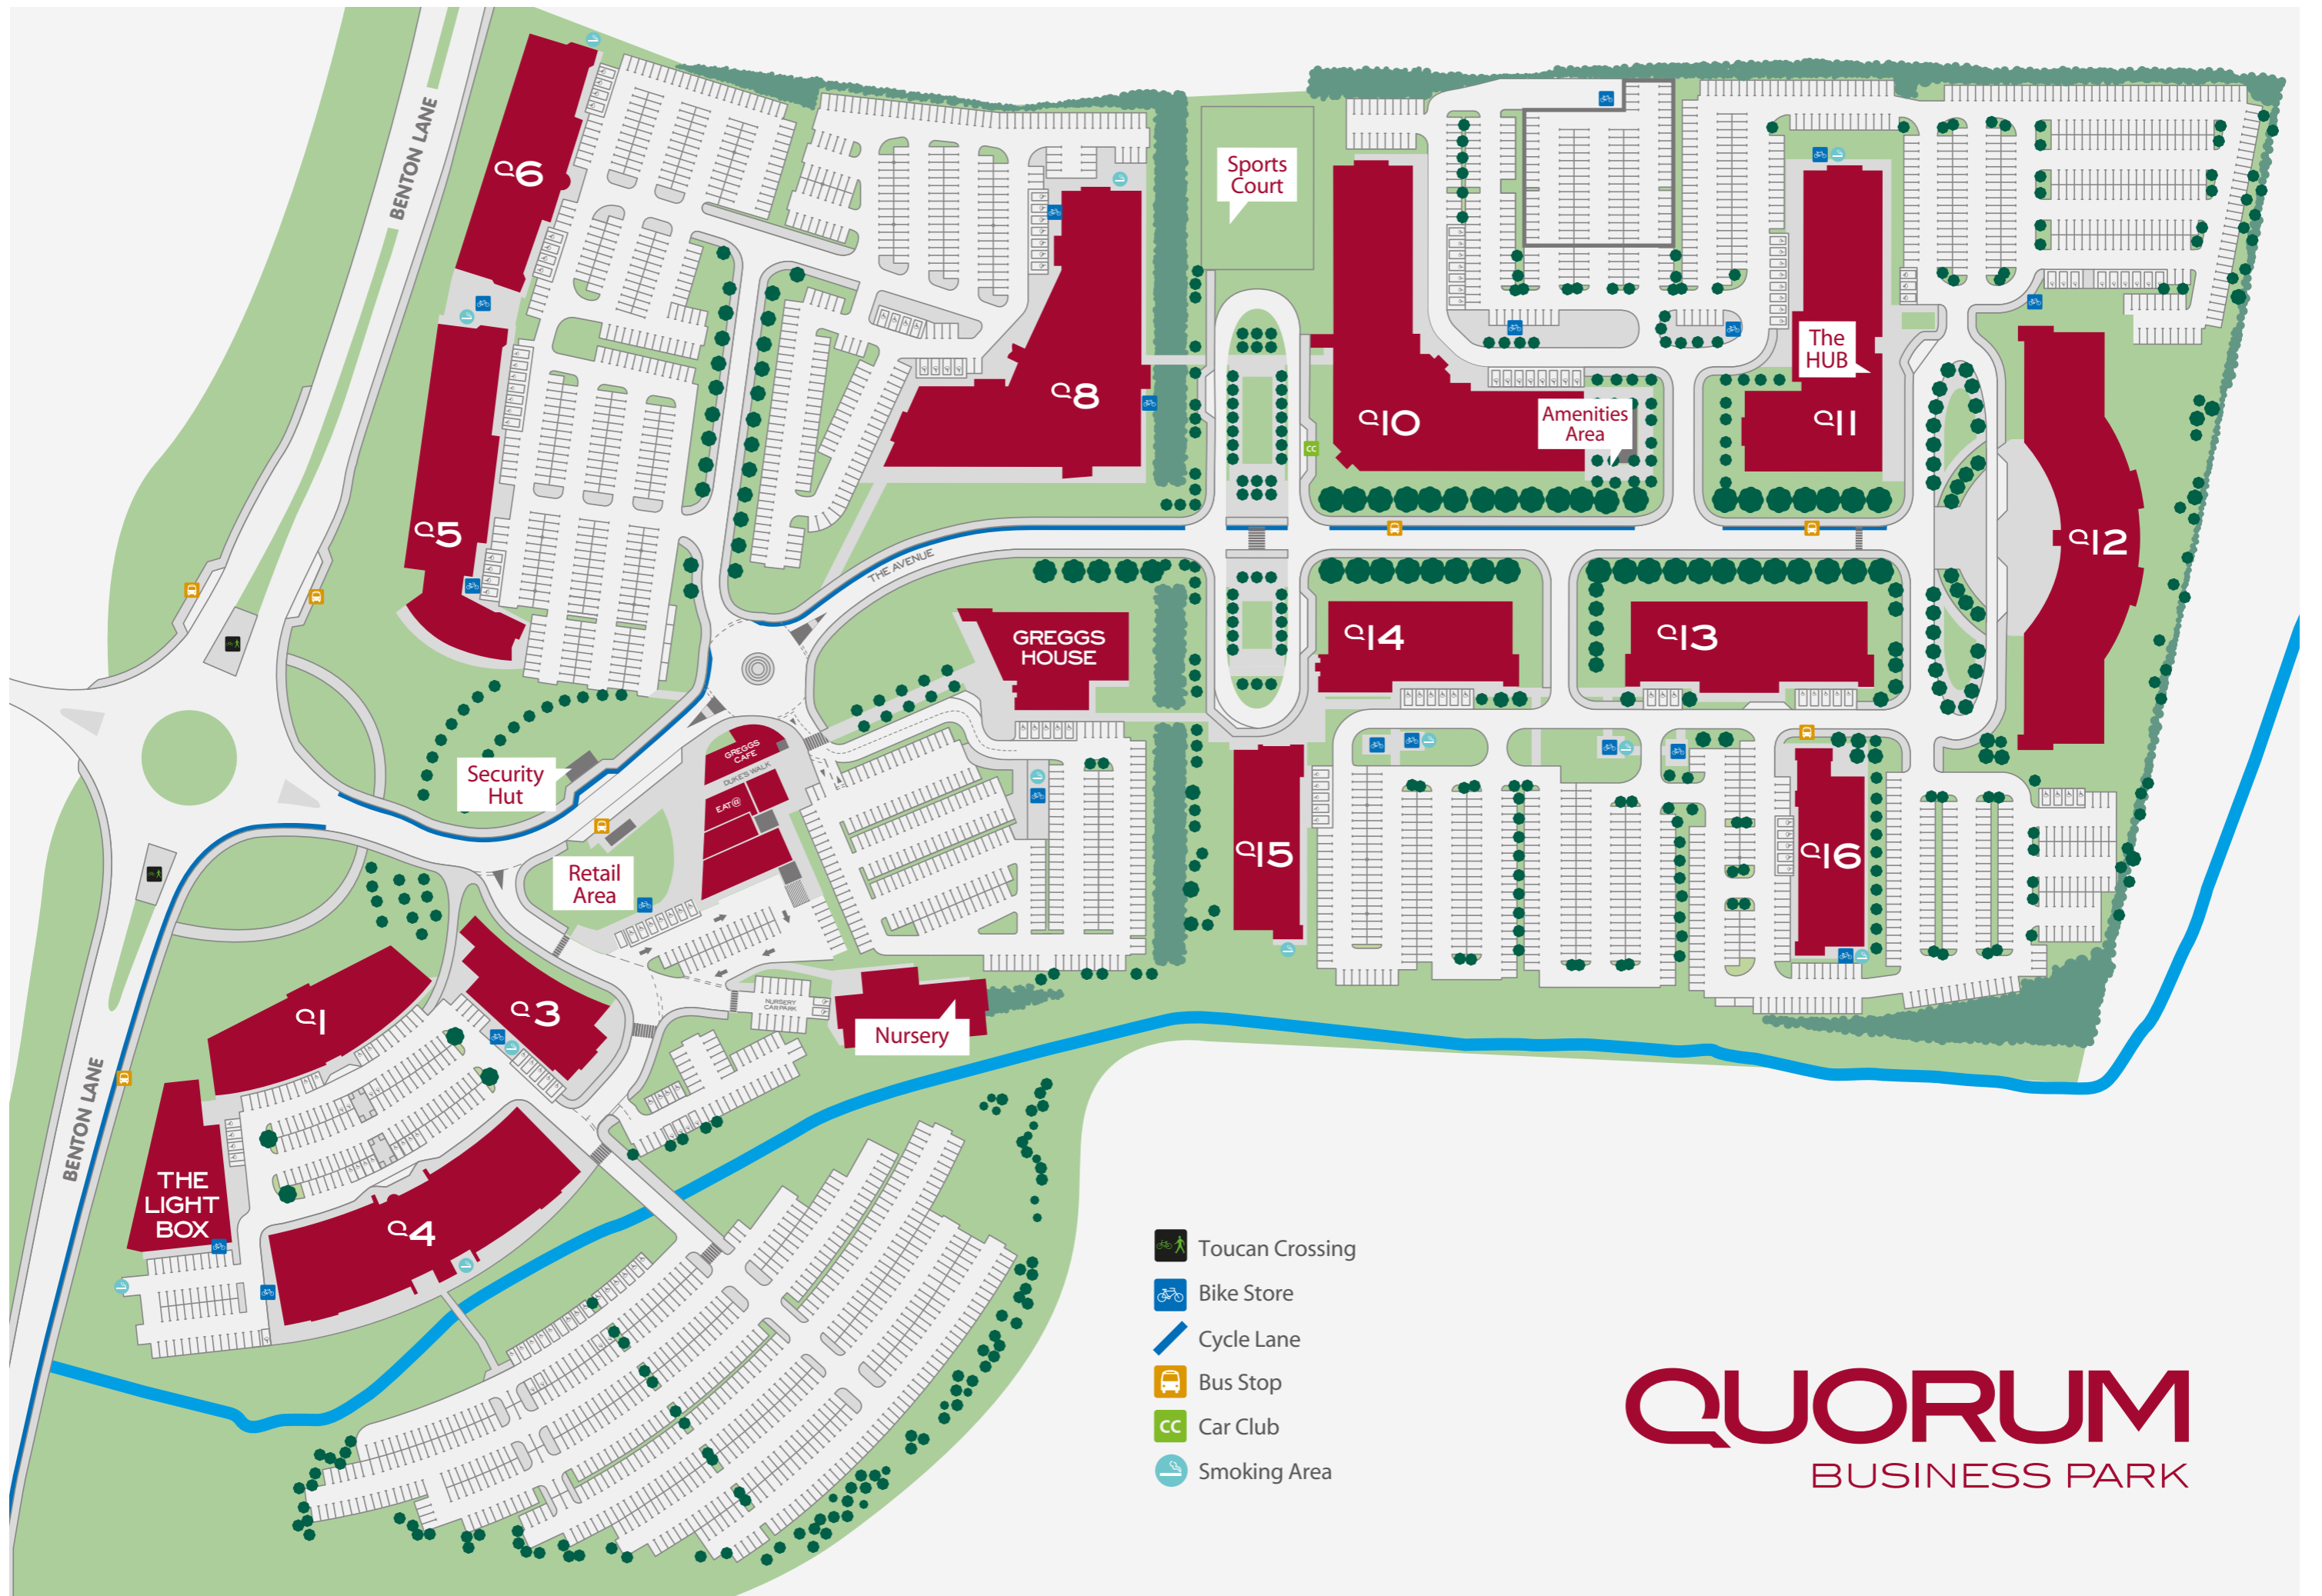 BENTON LANE
Q6
Sports
Court
The
HUB
Q8
Q10
Amenities
Area
Q11
CC
Q5
Q12
THE AVENUE
GREGGS
HOUSE
Q14
Q13
GREGGS
CAFE
DUKE'S WALK
EAT@
Security
Hut
Retail
Area
Q15
Q16
Q1
Q3
NURSERY
CAR PARK
Nursery
BENTON LANE
THE
LIGHT
BOX
Q4
Toucan Crossing
Bike Store
Cycle Lane
Bus Stop
CC Car Club
Smoking Area
QUORUM
BUSINESS PARK